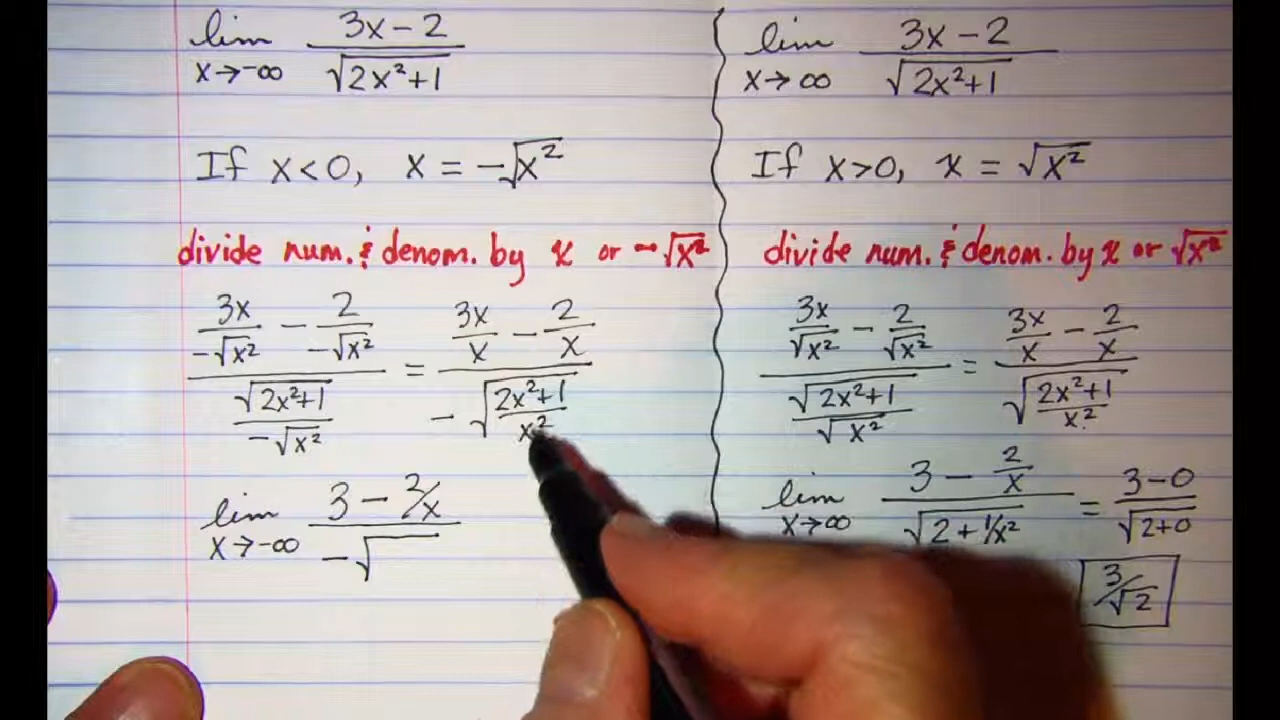 lim x→-∞ (3x-2)/√(2x²+1)
If x<0, x = -√x²
divide num. & denom. by x or -√x²
(3x/-√x² - 2/-√x²)/(√(2x²+1)/-√x²) = (3x/x - 2/x)/(-√((2x²+1)/x²))
lim x→-∞ (3 - 2/x)/(-√ )
lim x→∞ (3x-2)/√(2x²+1)
If x>0, x = √x²
divide num. & denom. by x or √x²
(3x/√x² - 2/√x²)/(√(2x²+1)/√x²) = (3x/x - 2/x)/√((2x²+1)/x²)
lim x→∞ (3 - 2/x)/√(2+1/x²) = (3-0)/√(2+0)
3/√2